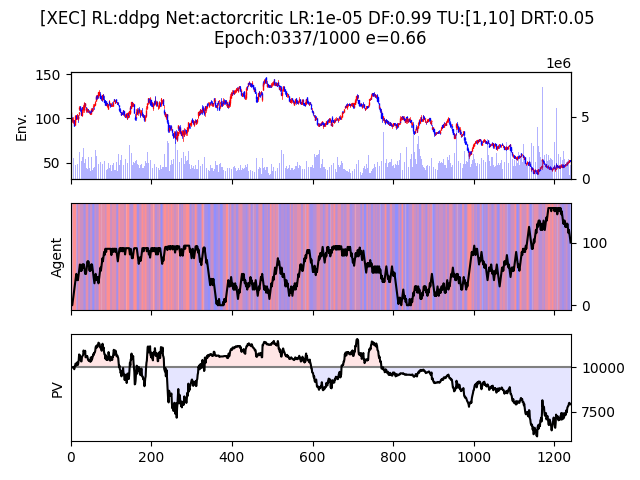 [XEC] RL:ddpg Net:actorcritic LR:1e-05 DF:0.99 TU:[1,10] DRT:0.05
Epoch:0337/1000 e=0.66
1e6
150
100
50
Env.
5
0
Agent
100
0
PV
10000
7500
0 200 400 600 800 1000 1200